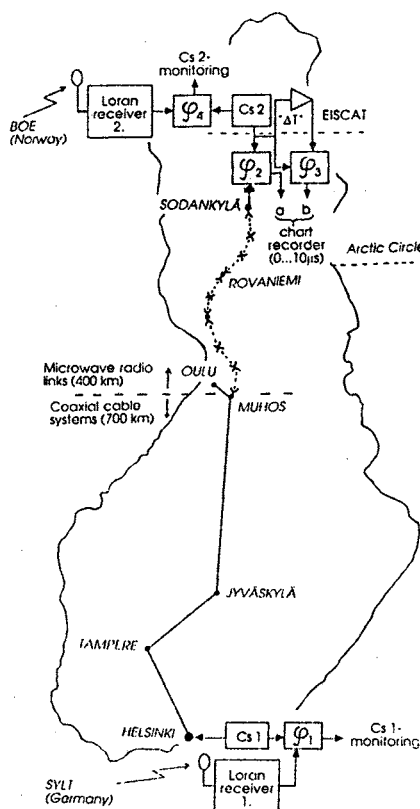 Cs 2-
monitoring
Loran
receiver
2.
φ4
Cs 2
"ΔT"
EISCAT
BOE
(Norway)
φ2
φ3
SODANKYLÄ
a
b
chart
recorder
(0...10µs)
Arctic Circle
ROVANIEMI
Microwave radio
links (400 km)
OULU
Coaxial cable
systems (700 km)
MUHOS
JYVÄSKYLÄ
TAMPERE
HELSINKI
Cs 1
φ1
Cs 1-
monitoring
SYLT
(Germany)
Loran
receiver
1.